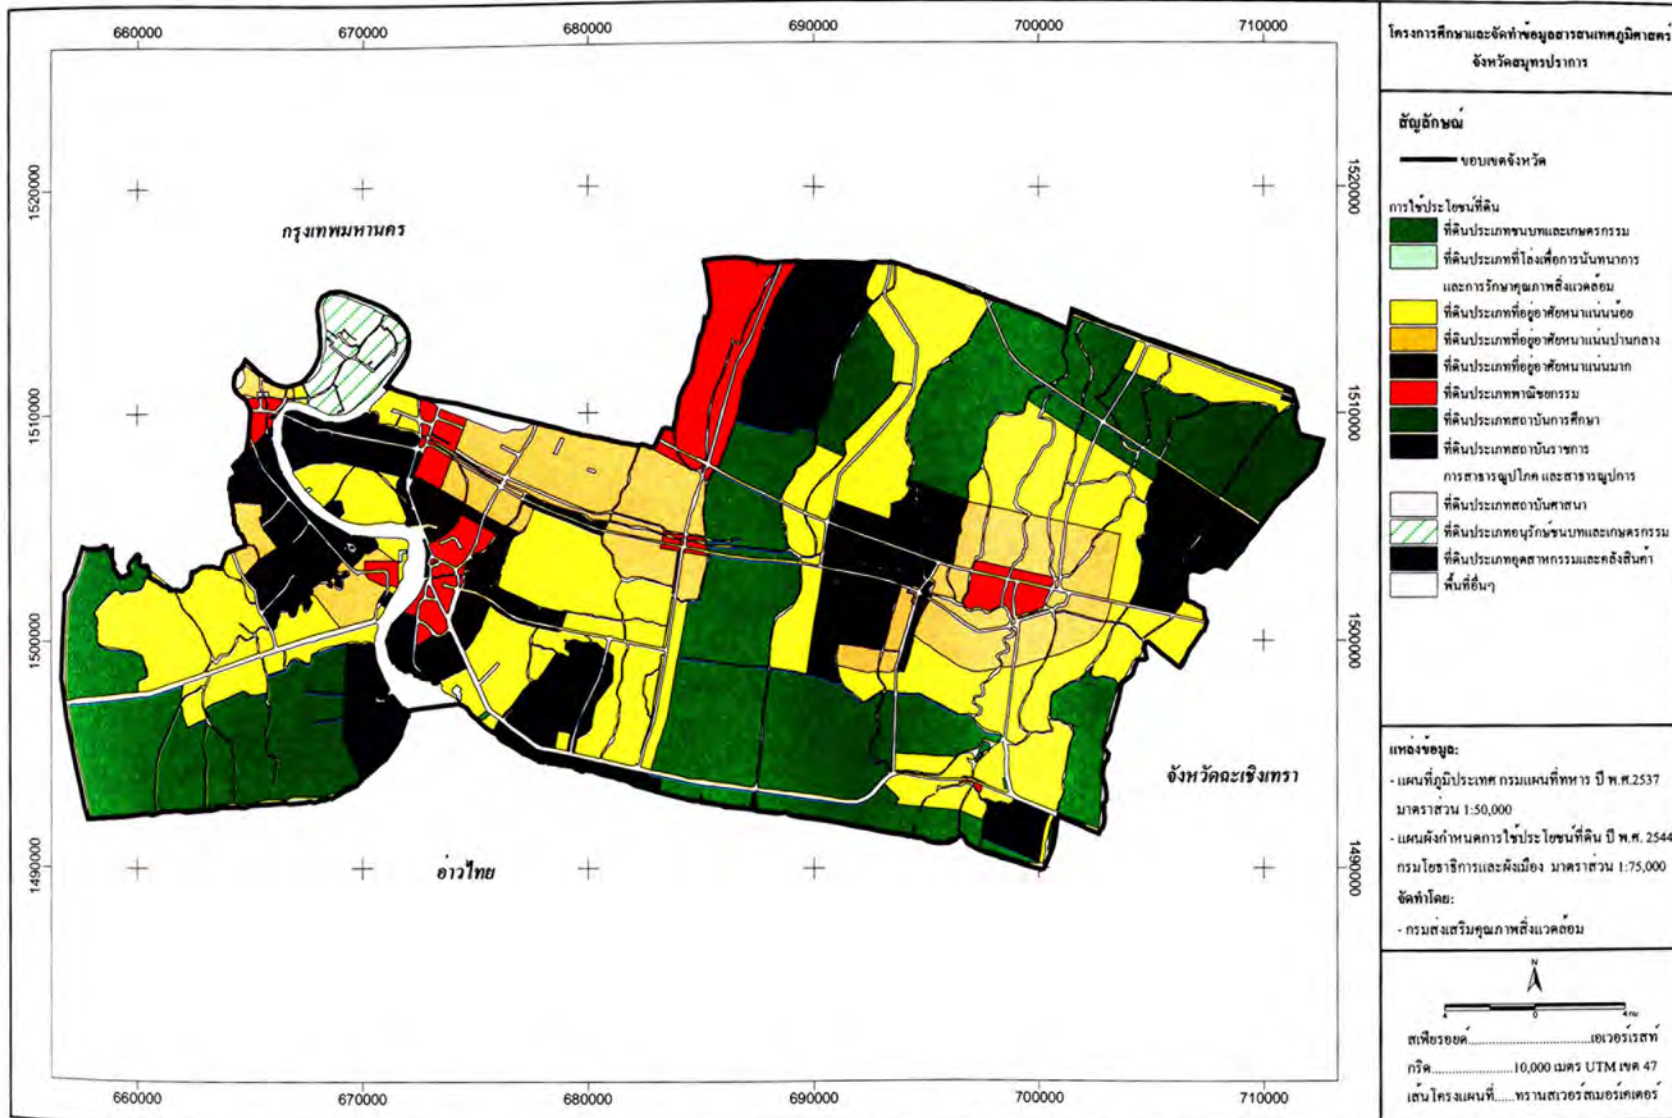 660000 670000 680000 690000 700000 710000
1520000 1520000
กรุงเทพมหานคร
1510000 1510000
1500000 1500000
จังหวัดฉะเชิงเทรา
อ่าวไทย
1490000 1490000
660000 670000 680000 690000 700000 710000
โครงการศึกษาและจัดทำข้อมูลสารสนเทศภูมิศาสตร์
จังหวัดสมุทรปราการ
สัญลักษณ์
ขอบเขตจังหวัด
การใช้ประโยชน์ที่ดิน
ที่ดินประเภทชนบทและเกษตรกรรม
ที่ดินประเภทที่โล่งเพื่อการนันทนาการ
และการรักษาคุณภาพสิ่งแวดล้อม
ที่ดินประเภทที่อยู่อาศัยหนาแน่นน้อย
ที่ดินประเภทที่อยู่อาศัยหนาแน่นปานกลาง
ที่ดินประเภทที่อยู่อาศัยหนาแน่นมาก
ที่ดินประเภทพาณิชยกรรม
ที่ดินประเภทสถาบันการศึกษา
ที่ดินประเภทสถาบันราชการ
การสาธารณูปโภค และสาธารณูปการ
ที่ดินประเภทสถาบันศาสนา
ที่ดินประเภทอนุรักษ์ชนบทและเกษตรกรรม
ที่ดินประเภทอุตสาหกรรมและคลังสินค้า
พื้นที่อื่นๆ
แหล่งข้อมูล:
- แผนที่ภูมิประเทศ กรมแผนที่ทหาร ปี พ.ศ.2537
มาตราส่วน 1:50,000
- แผนผังกำหนดการใช้ประโยชน์ที่ดิน ปี พ.ศ. 2544
กรมโยธาธิการและผังเมือง มาตราส่วน 1:75,000
จัดทำโดย:
- กรมส่งเสริมคุณภาพสิ่งแวดล้อม
N
4 0 4 กม
สเฟียรอยด์....................เอเวอร์เรสท์
กริด....................10,000 เมตร UTM เขต 47
เส้นโครงแผนที่.....ทรานสเวอร์สเมอร์เคเตอร์